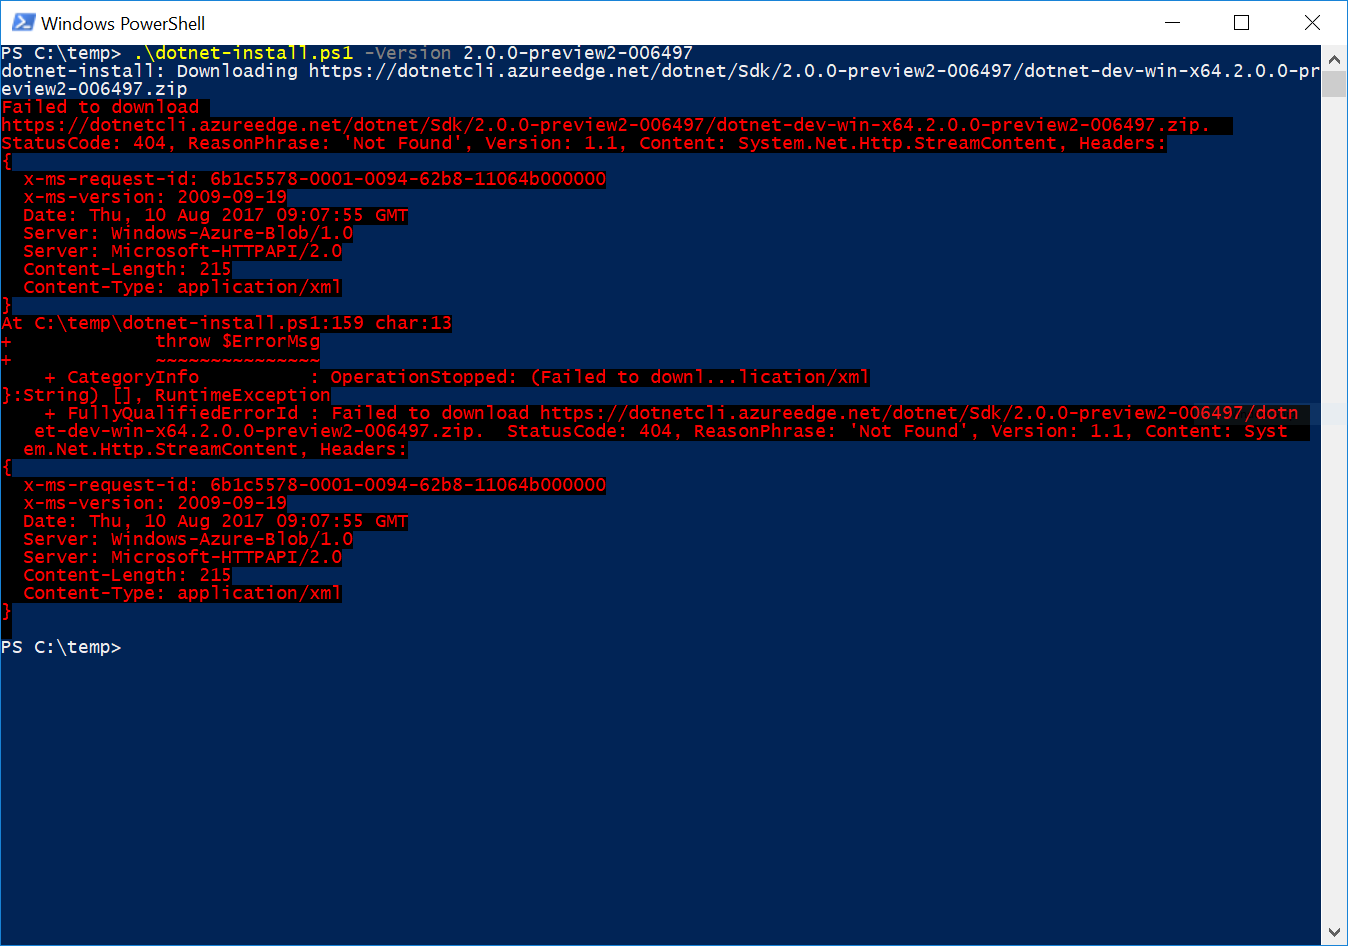 Windows PowerShell
PS C:\temp> .\dotnet-install.ps1 -Version 2.0.0-preview2-006497
dotnet-install: Downloading https://dotnetcli.azureedge.net/dotnet/Sdk/2.0.0-preview2-006497/dotnet-dev-win-x64.2.0.0-pr
eview2-006497.zip
Failed to download
https://dotnetcli.azureedge.net/dotnet/Sdk/2.0.0-preview2-006497/dotnet-dev-win-x64.2.0.0-preview2-006497.zip.
StatusCode: 404, ReasonPhrase: 'Not Found', Version: 1.1, Content: System.Net.Http.StreamContent, Headers:
{
  x-ms-request-id: 6b1c5578-0001-0094-62b8-11064b000000
  x-ms-version: 2009-09-19
  Date: Thu, 10 Aug 2017 09:07:55 GMT
  Server: Windows-Azure-Blob/1.0
  Server: Microsoft-HTTPAPI/2.0
  Content-Length: 215
  Content-Type: application/xml
}
At C:\temp\dotnet-install.ps1:159 char:13
+             throw $ErrorMsg
+             ~~~~~~~~~~~~~~~
    + CategoryInfo          : OperationStopped: (Failed to downl...lication/xml
}:String) [], RuntimeException
    + FullyQualifiedErrorId : Failed to download https://dotnetcli.azureedge.net/dotnet/Sdk/2.0.0-preview2-006497/dotn
   et-dev-win-x64.2.0.0-preview2-006497.zip.  StatusCode: 404, ReasonPhrase: 'Not Found', Version: 1.1, Content: Syst
  em.Net.Http.StreamContent, Headers:
{
  x-ms-request-id: 6b1c5578-0001-0094-62b8-11064b000000
  x-ms-version: 2009-09-19
  Date: Thu, 10 Aug 2017 09:07:55 GMT
  Server: Windows-Azure-Blob/1.0
  Server: Microsoft-HTTPAPI/2.0
  Content-Length: 215
  Content-Type: application/xml
}
PS C:\temp>